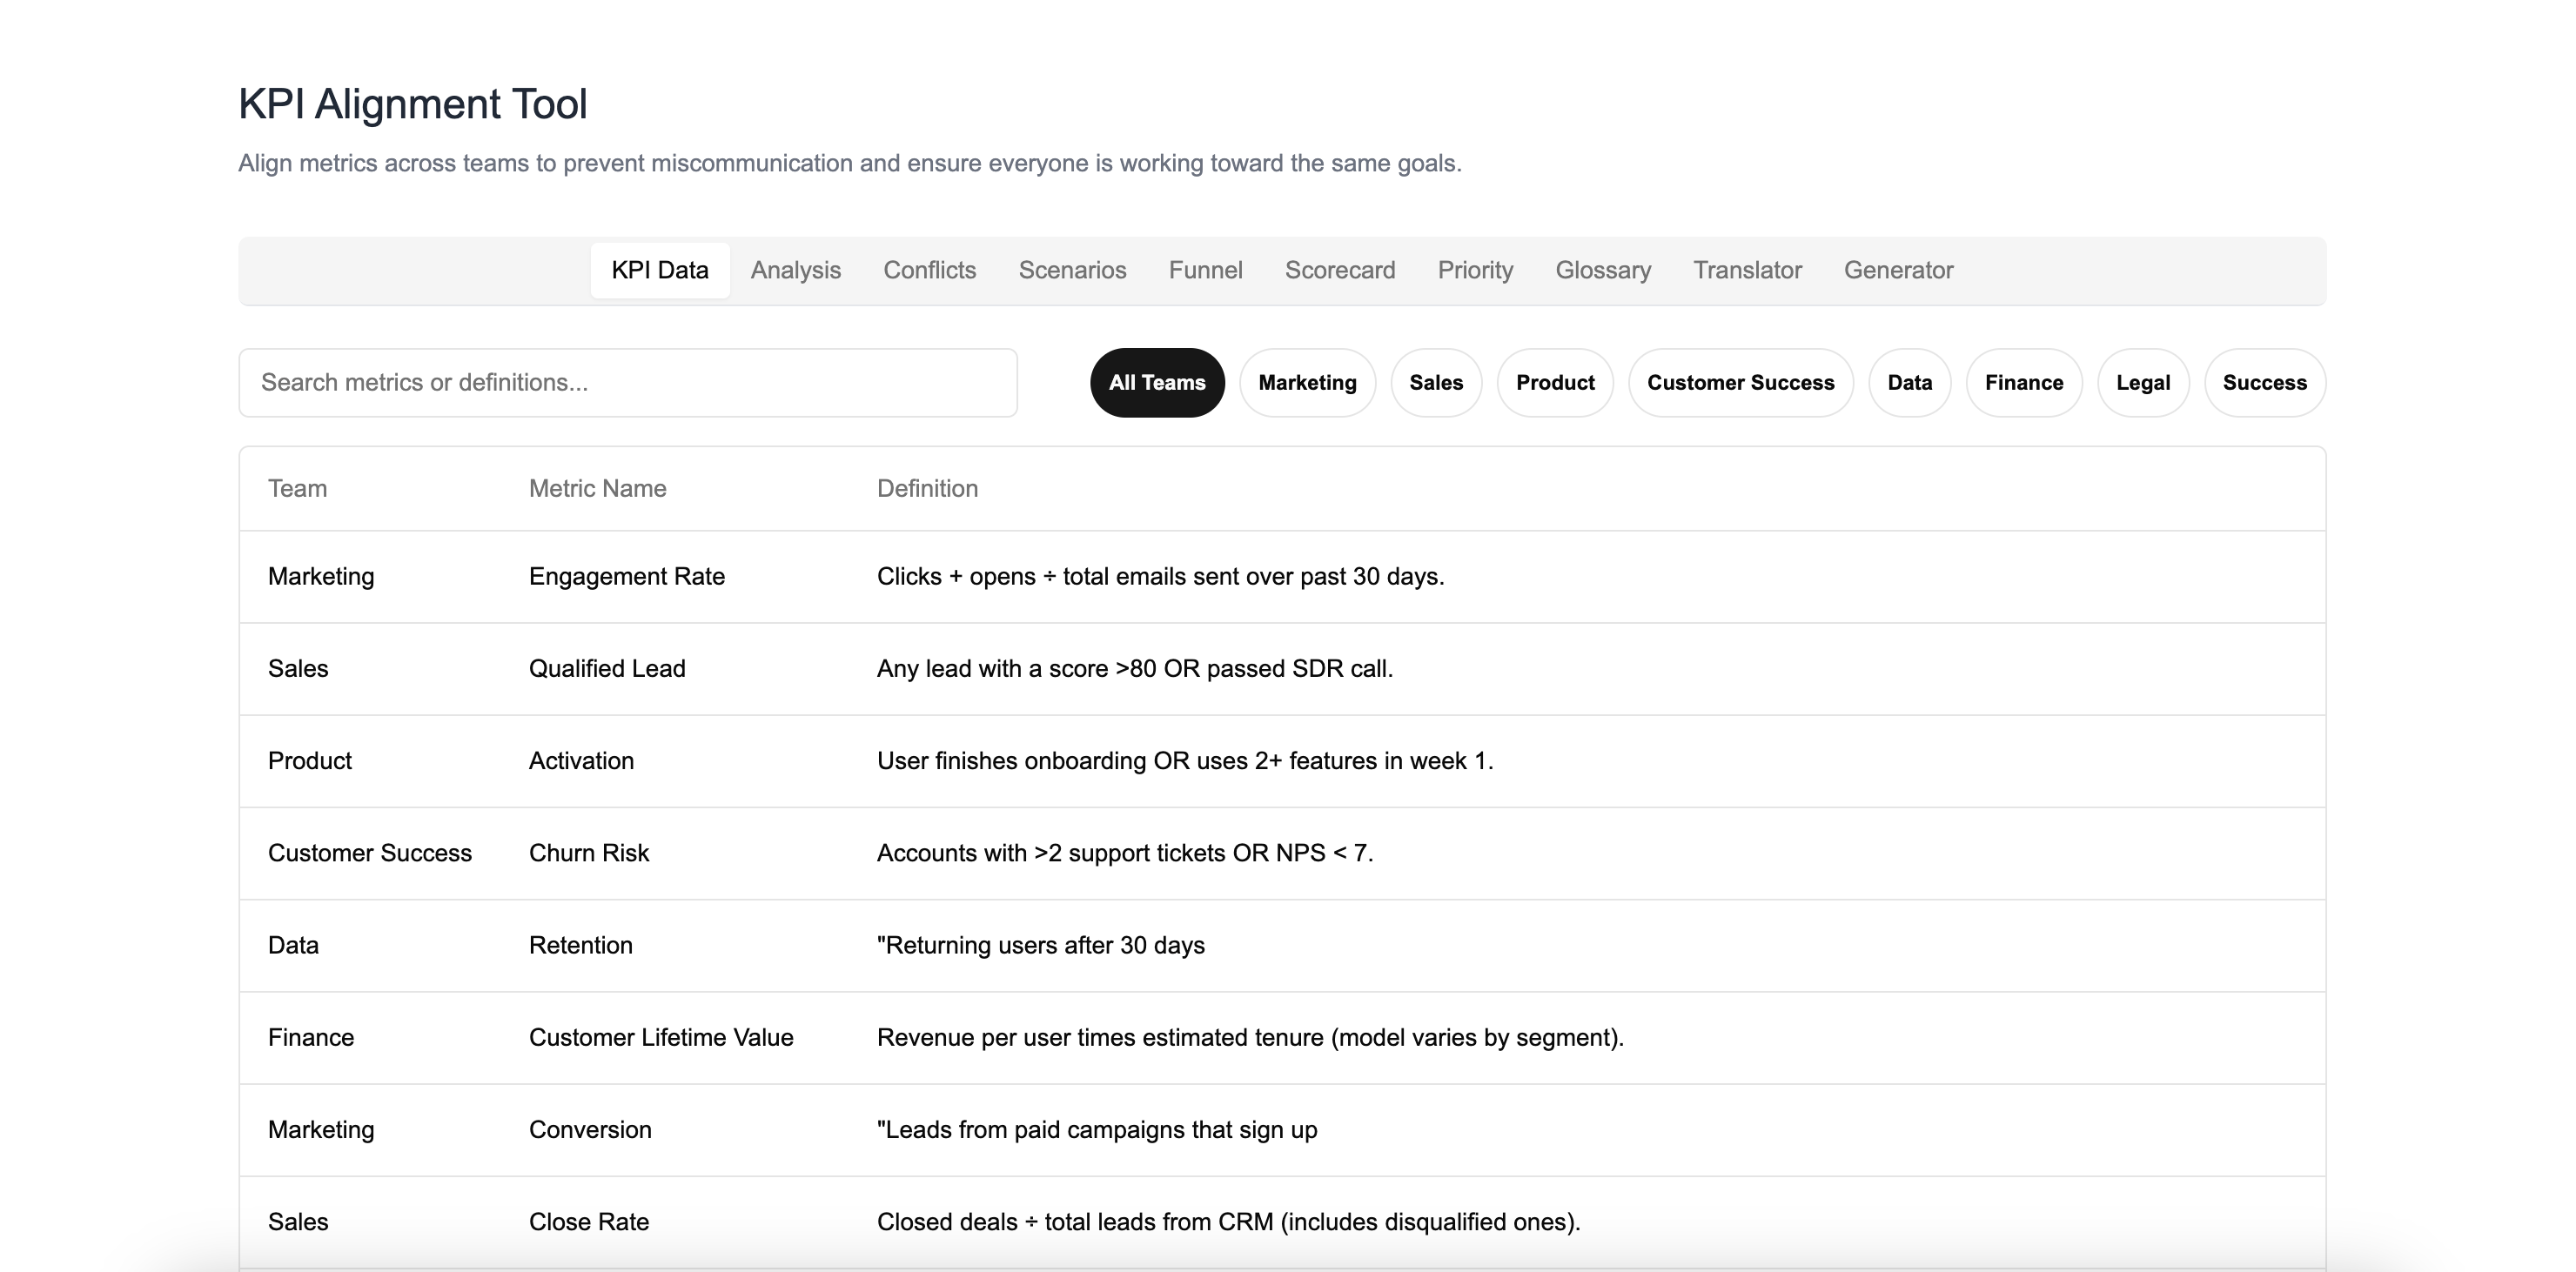 KPI Alignment Tool
Align metrics across teams to prevent miscommunication and ensure everyone is working toward the same goals.
KPI Data Analysis Conflicts Scenarios Funnel Scorecard Priority Glossary Translator Generator
Search metrics or definitions... All Teams Marketing Sales Product Customer Success Data Finance Legal Success
Team Metric Name Definition
Marketing Engagement Rate Clicks + opens ÷ total emails sent over past 30 days.
Sales Qualified Lead Any lead with a score >80 OR passed SDR call.
Product Activation User finishes onboarding OR uses 2+ features in week 1.
Customer Success Churn Risk Accounts with >2 support tickets OR NPS < 7.
Data Retention "Returning users after 30 days
Finance Customer Lifetime Value Revenue per user times estimated tenure (model varies by segment).
Marketing Conversion "Leads from paid campaigns that sign up
Sales Close Rate Closed deals ÷ total leads from CRM (includes disqualified ones).